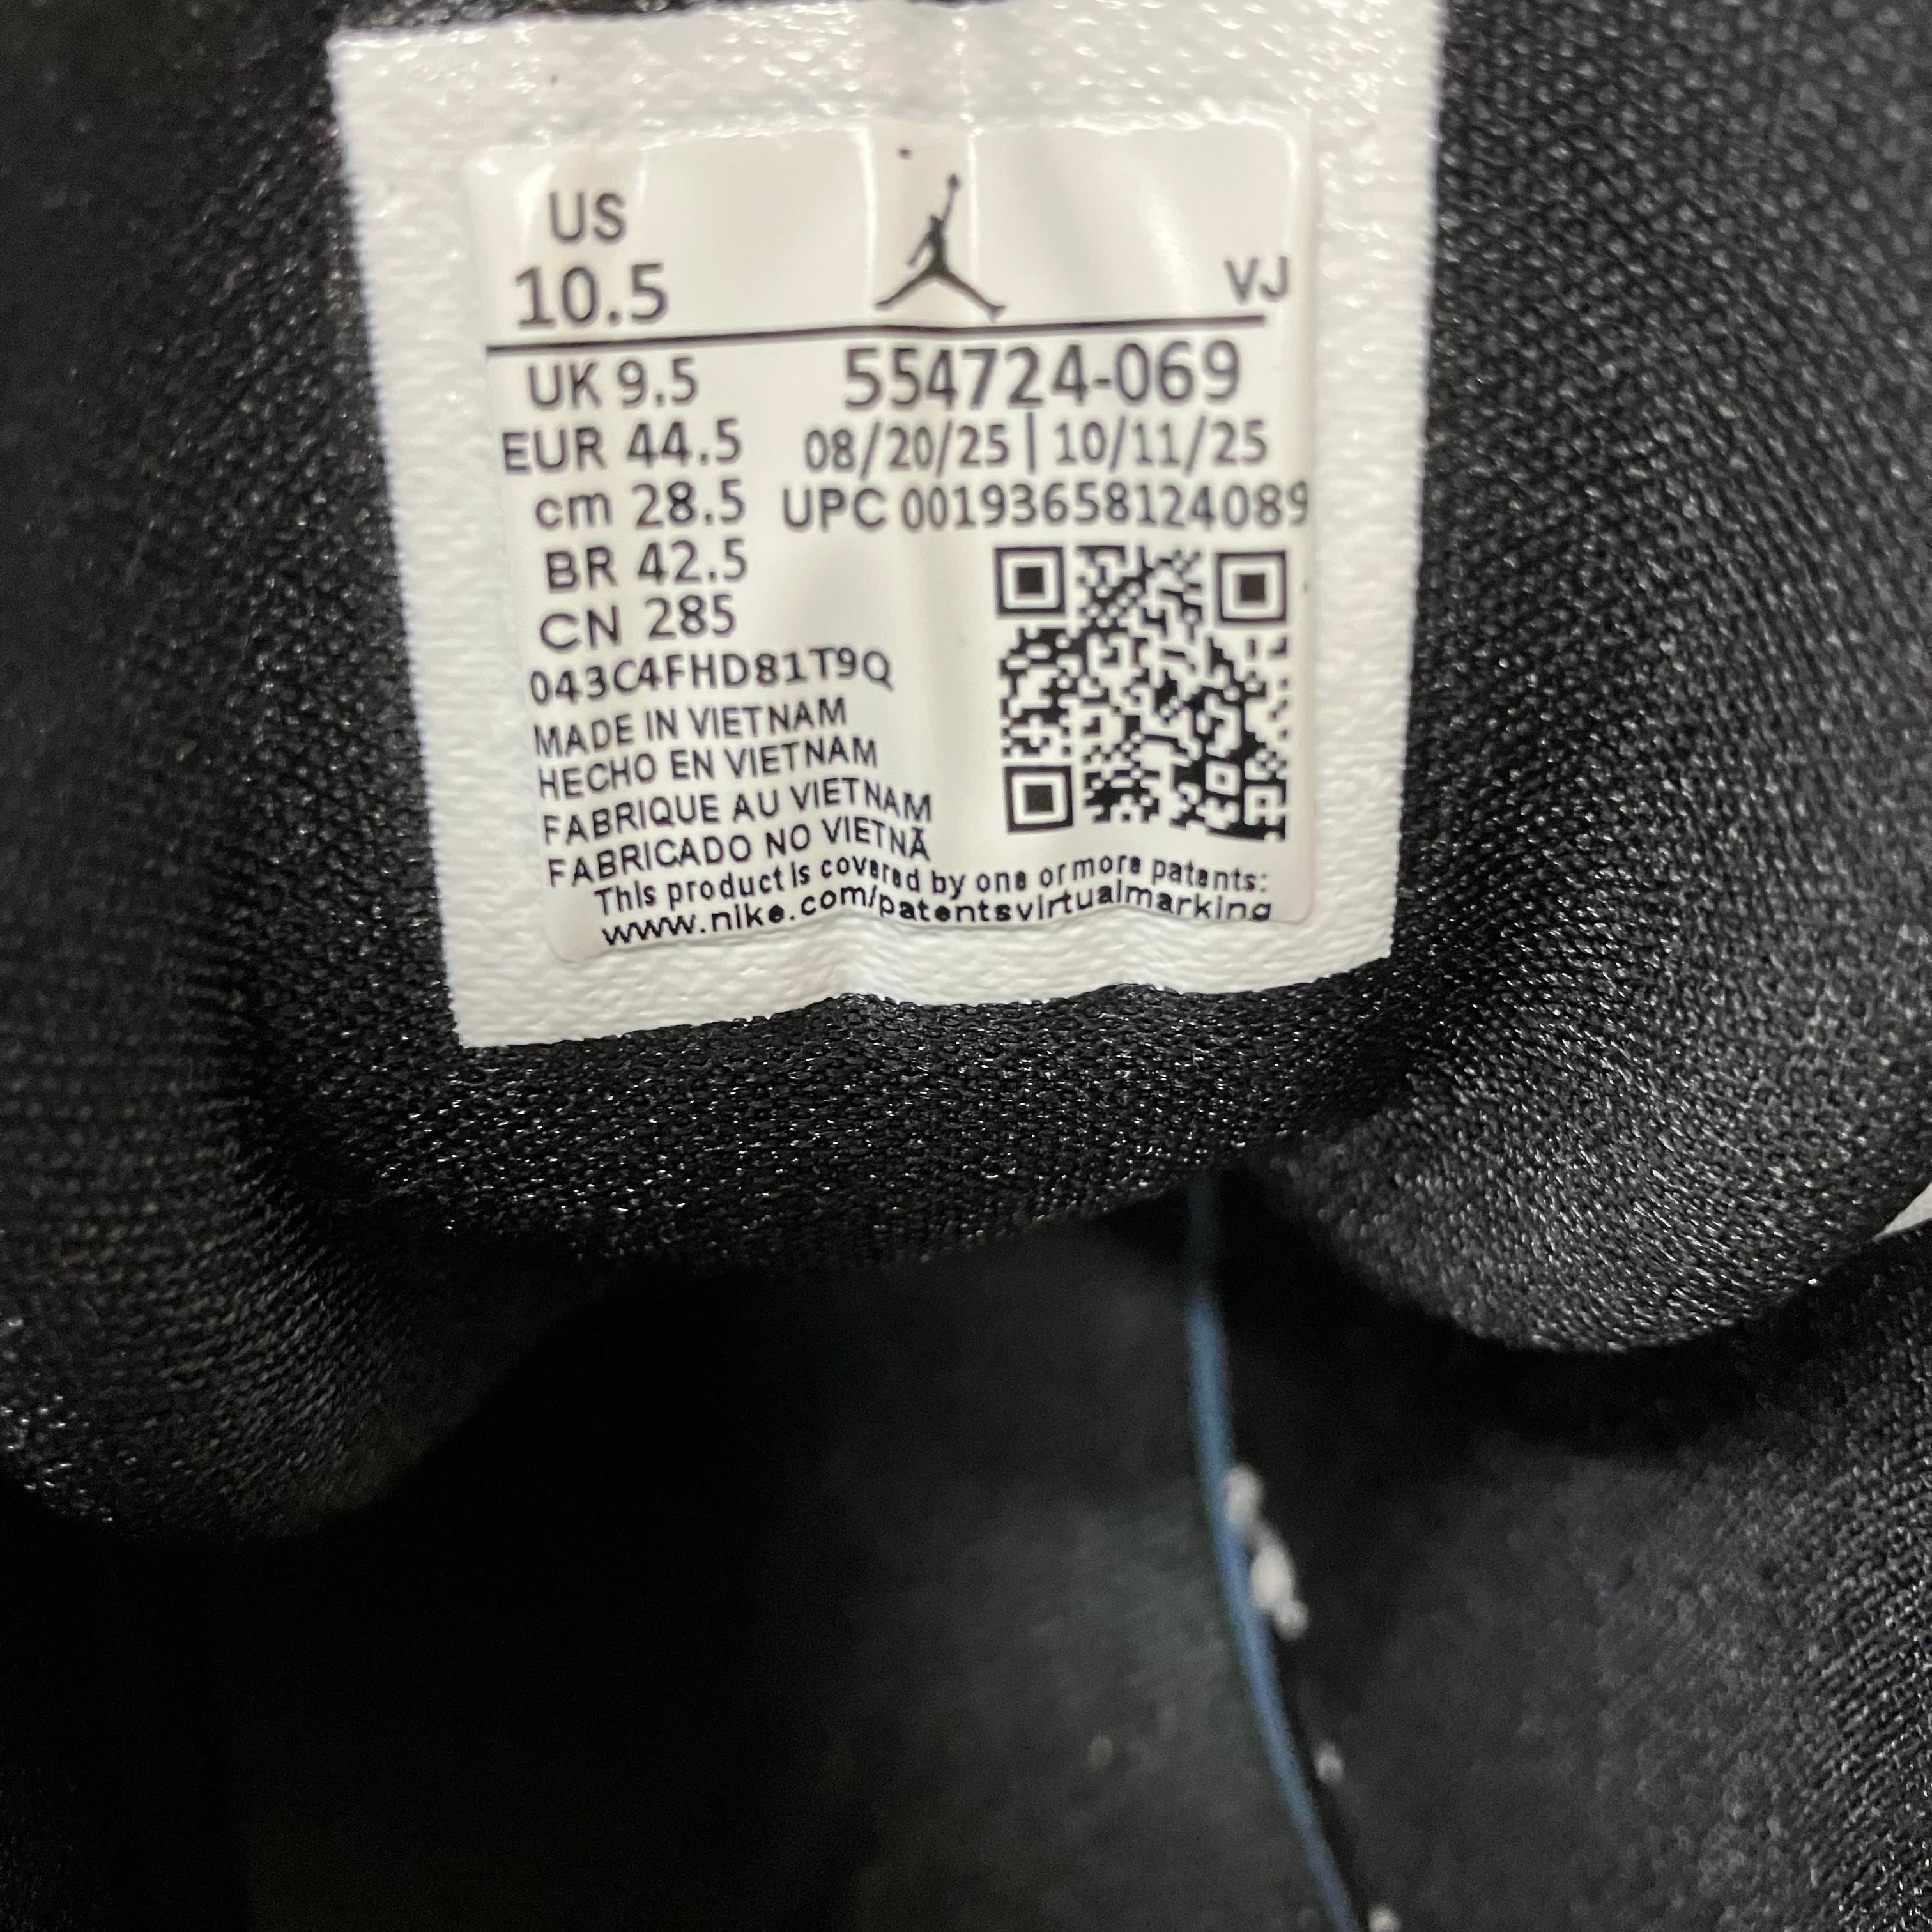 US
10.5
VJ
UK 9.5
554724-069
EUR 44.5
08/20/25 | 10/11/25
cm 28.5
UPC 00193658124089
BR 42.5
CN 285
043C4FHD81T9Q
MADE IN VIETNAM
HECHO EN VIETNAM
FABRIQUE AU VIETNAM
FABRICADO NO VIETNÃ
This product is covered by one or more patents:
www.nike.com/patentsvirtualmarking